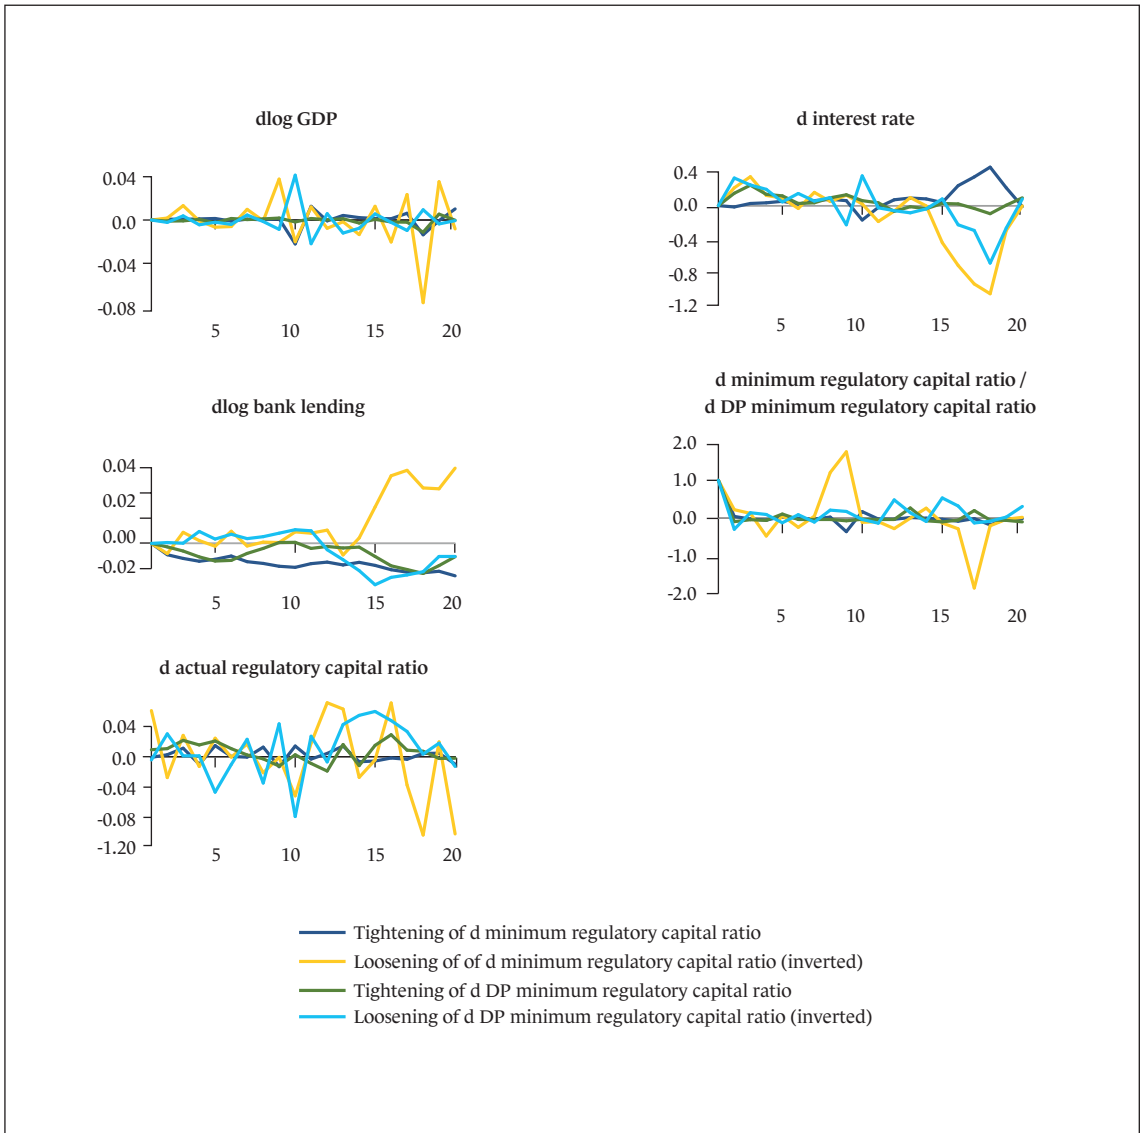 dlog GDP
0.04
0.0
-0.04
-0.08
5 10 15 20
d interest rate
0.4
0.0
-0.4
-0.8
-1.2
5 10 15 20
dlog bank lending
0.04
0.02
0.00
-0.02
5 10 15 20
d minimum regulatory capital ratio /
d DP minimum regulatory capital ratio
2.0
1.0
0.0
-1.0
-2.0
5 10 15 20
d actual regulatory capital ratio
0.04
0.0
-0.04
-0.08
-1.20
5 10 15 20
Tightening of d minimum regulatory capital ratio
Loosening of of d minimum regulatory capital ratio (inverted)
Tightening of d DP minimum regulatory capital ratio
Loosening of d DP minimum regulatory capital ratio (inverted)